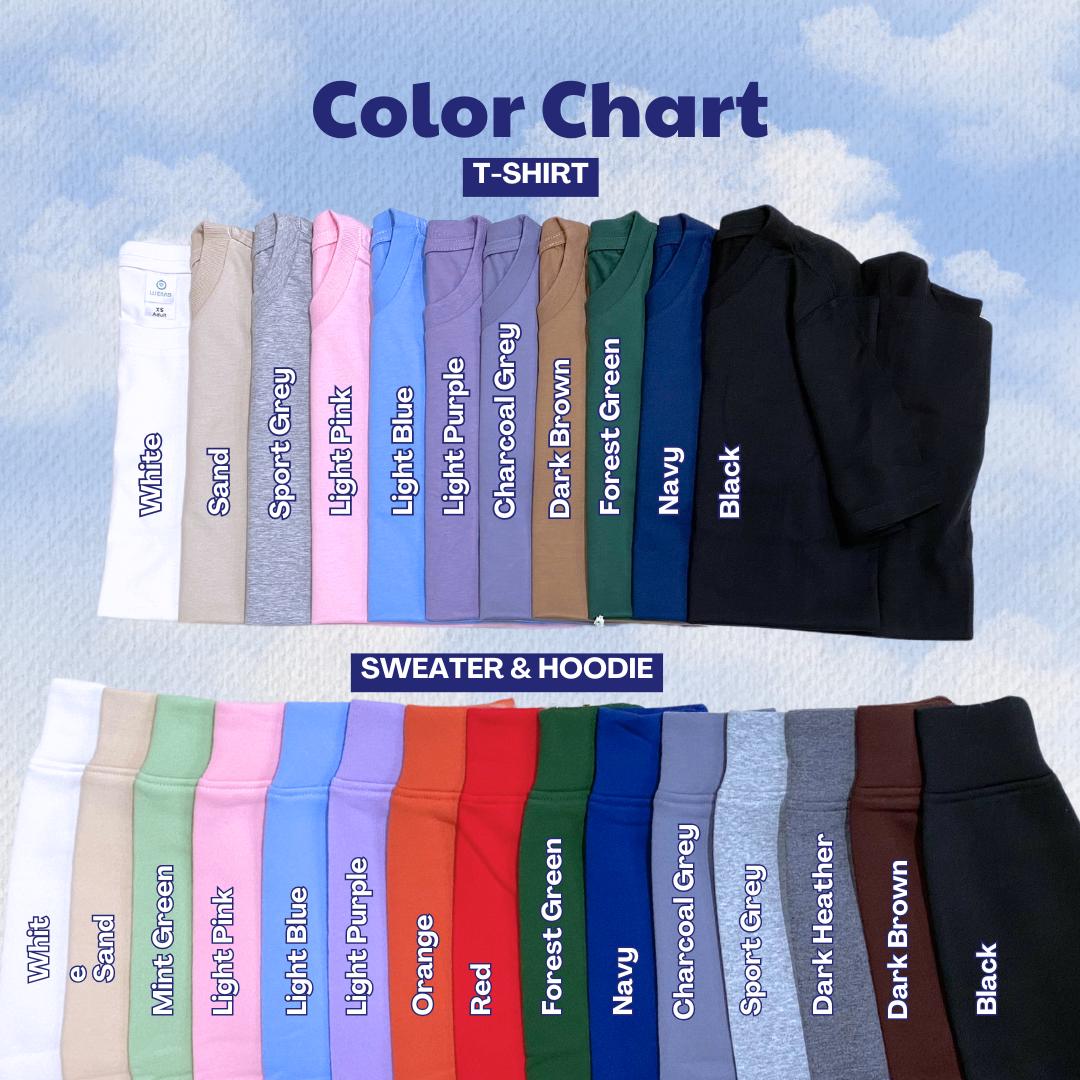 Color Chart
T-SHIRT
XS
Adult
White
Sand
Sport Grey
Light Pink
Light Blue
Light Purple
Charcoal Grey
Dark Brown
Forest Green
Navy
Black
SWEATER & HOODIE
Whit
e
Sand
Mint Green
Light Pink
Light Blue
Light Purple
Orange
Red
Forest Green
Navy
Charcoal Grey
Sport Grey
Dark Heather
Dark Brown
Black